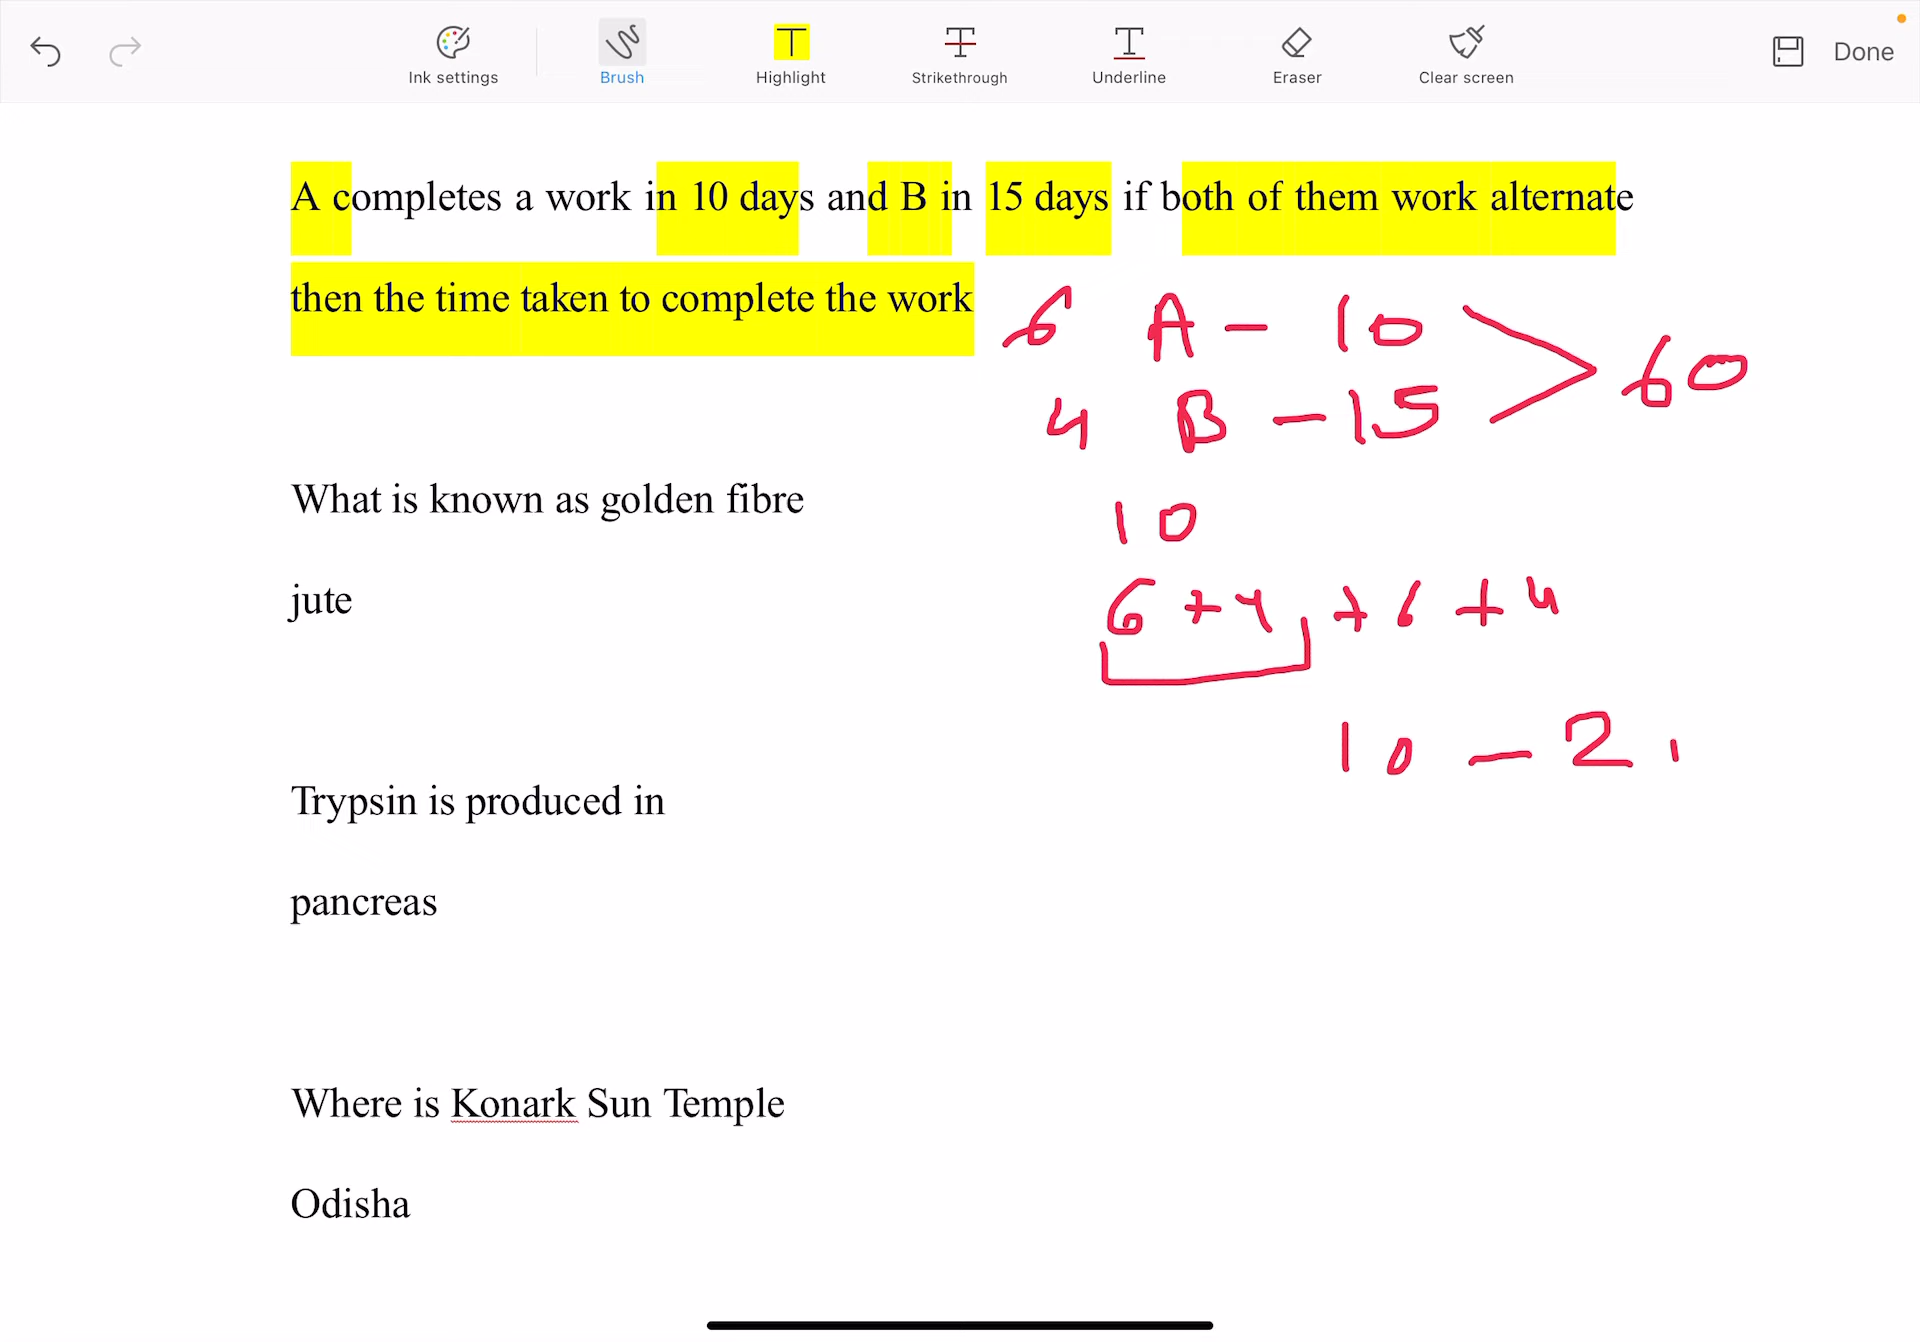 Ink settings Brush Highlight Strikethrough Underline Eraser Clear screen Done
A completes a work in 10 days and B in 15 days if both of them work alternate
then the time taken to complete the work
6 A - 10
60
4 B - 15
What is known as golden fibre
10
jute
6 + 4 + 6 + 4
10 - 2
Trypsin is produced in
pancreas
Where is Konark Sun Temple
Odisha